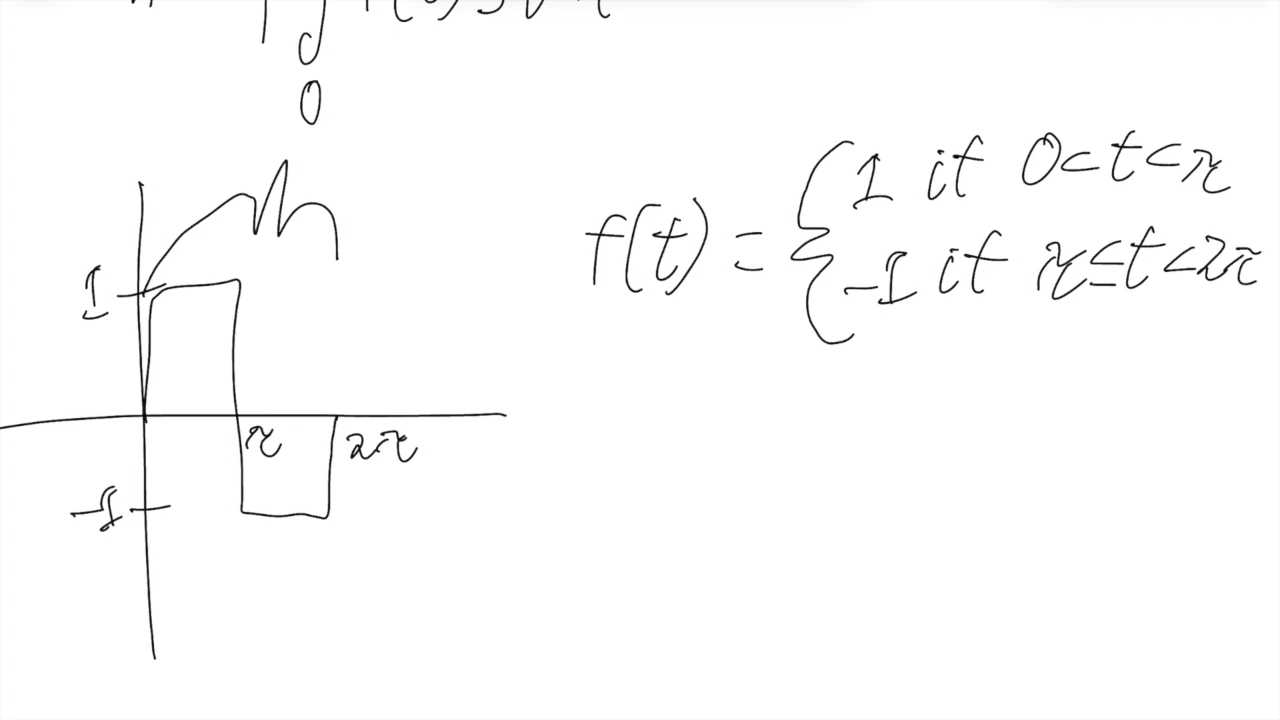 0
f(t) = { 1 if 0<t<π
-1 if π≤t<2π
1
π 2π
-1